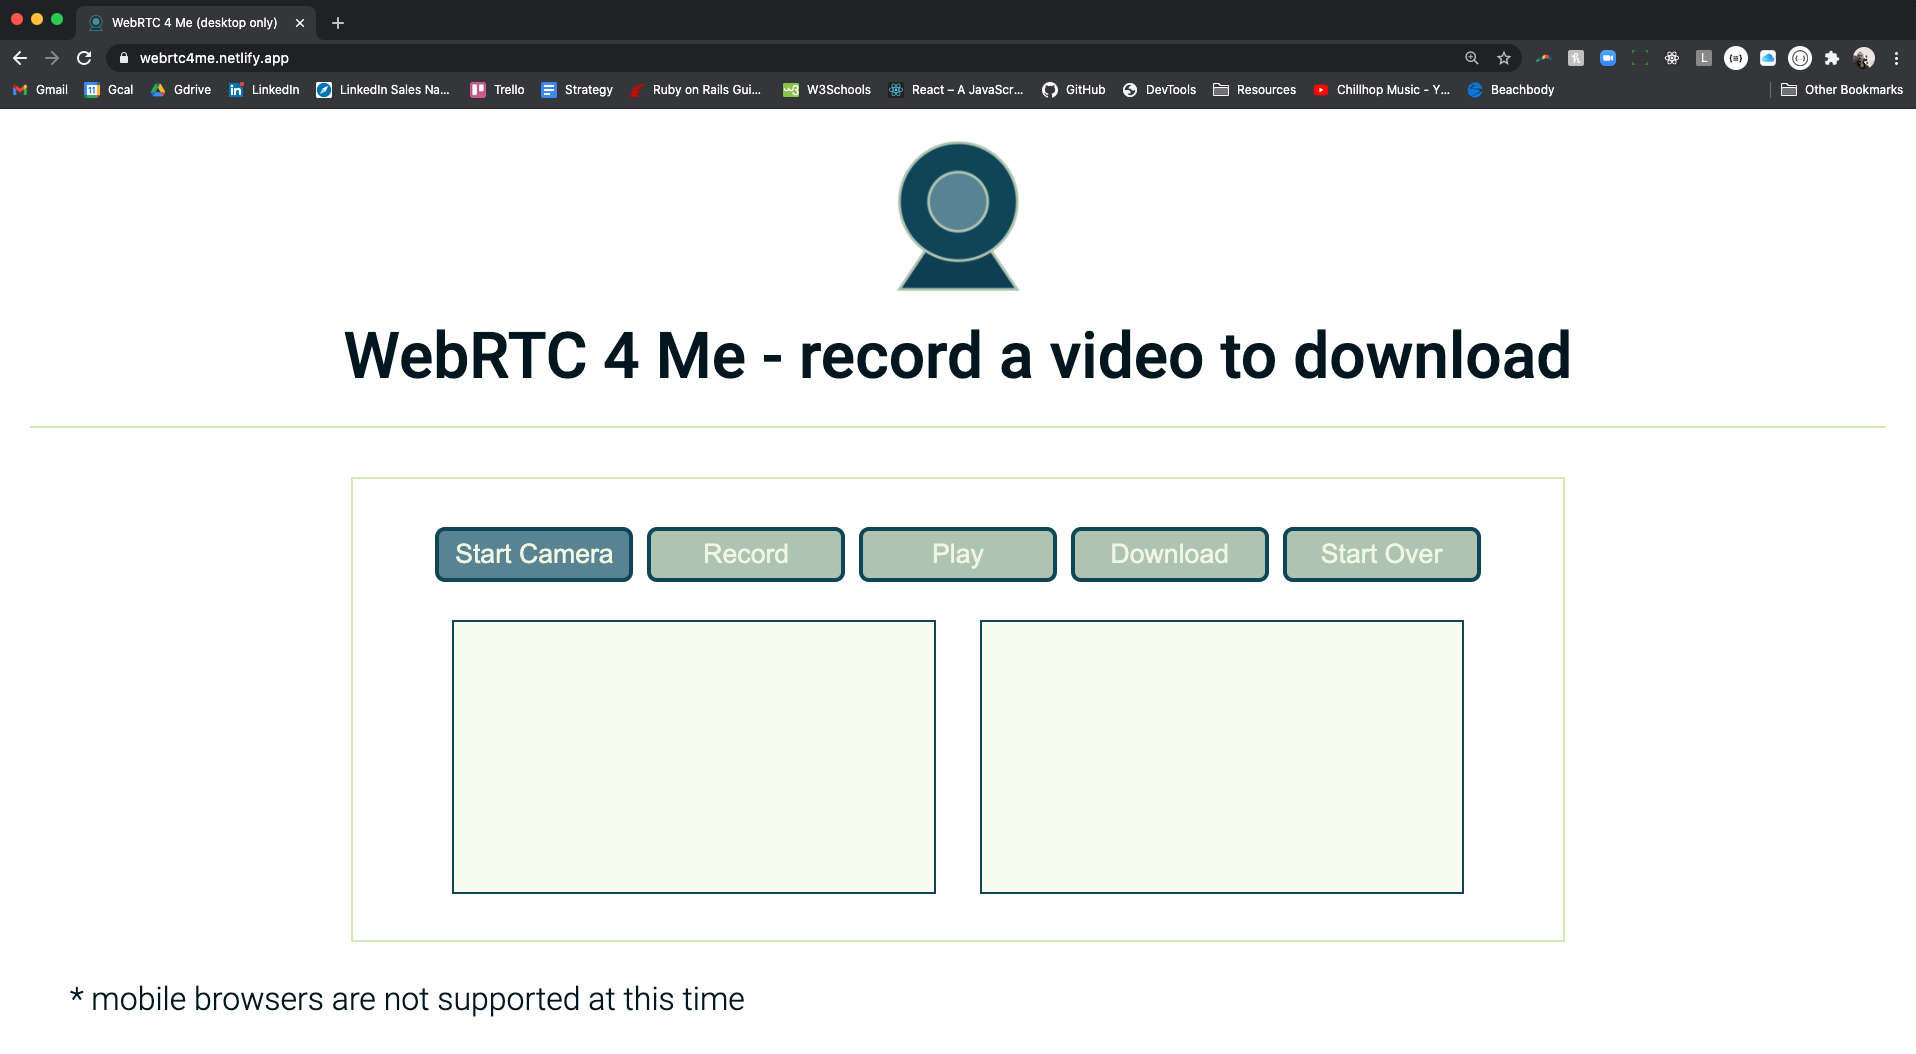 WebRTC 4 Me (desktop only)
webrtc4me.netlify.app
Gmail Gcal Gdrive LinkedIn LinkedIn Sales Na... Trello Strategy Ruby on Rails Gui... W3Schools React – A JavaScr... GitHub DevTools Resources Chillhop Music - Y... Beachbody Other Bookmarks
WebRTC 4 Me - record a video to download
Start Camera Record Play Download Start Over
* mobile browsers are not supported at this time